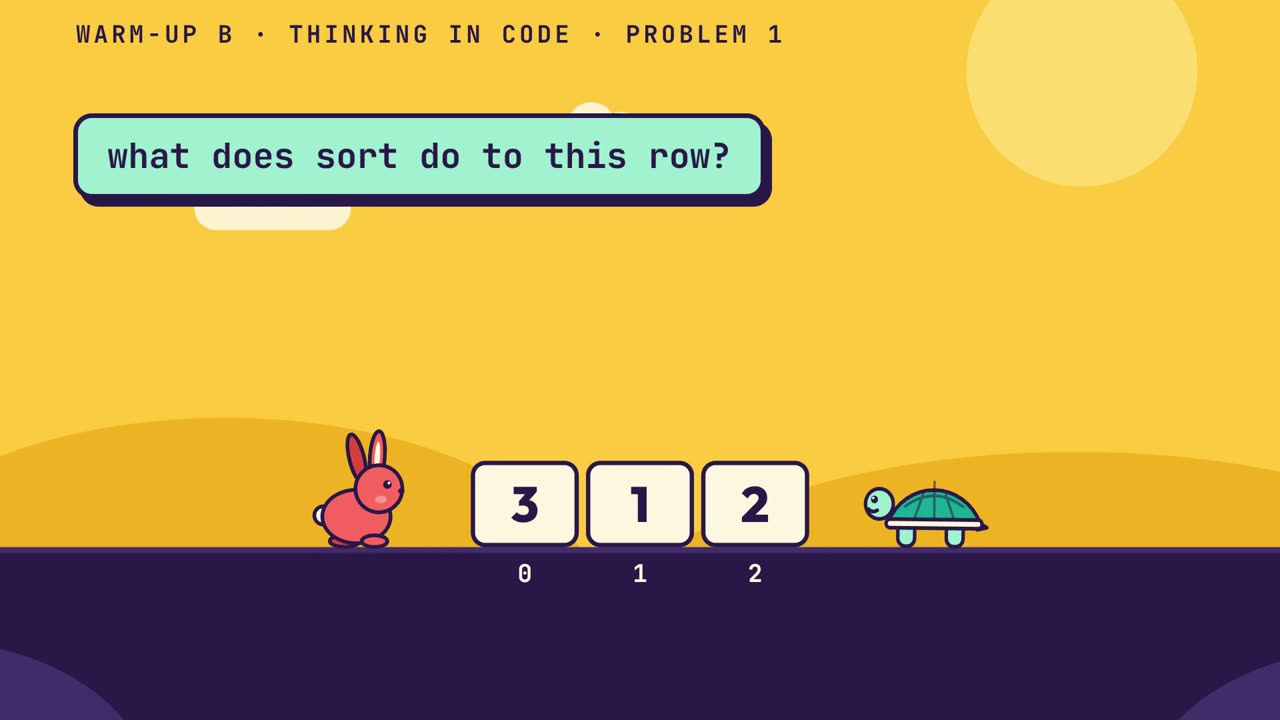 WARM-UP B · THINKING IN CODE · PROBLEM 1
what does sort do to this row?
3 1 2
0 1 2